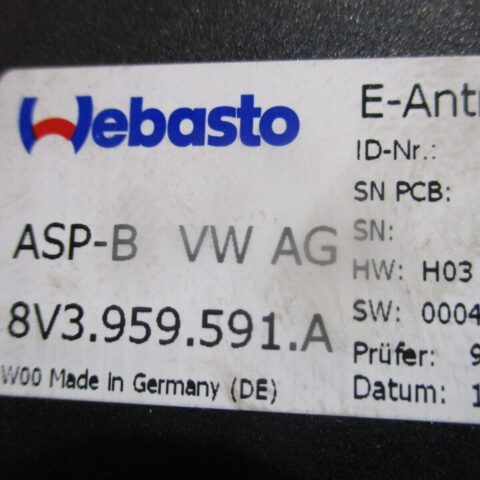 Webasto
ASP-B VW AG
8V3.959.591.A
W00 Made in Germany (DE)
E-Ant
ID-Nr.:
SN PCB:
SN:
HW: H03
SW: 0004
Prüfer: 9
Datum: 1